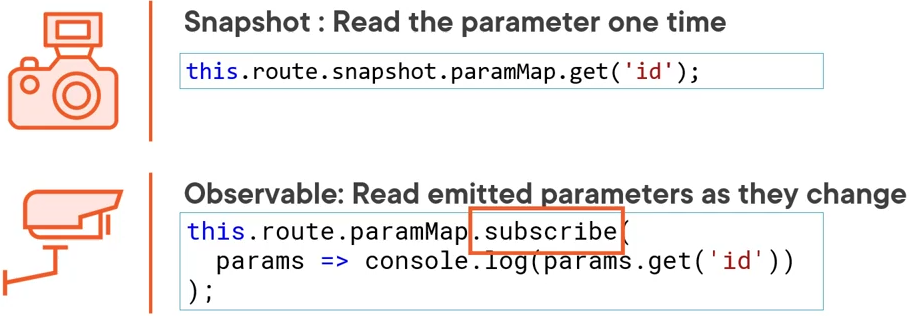 Snapshot : Read the parameter one time
this.route.snapshot.paramMap.get('id');
Observable: Read emitted parameters as they change
this.route.paramMap.subscribe(
  params => console.log(params.get('id'))
);